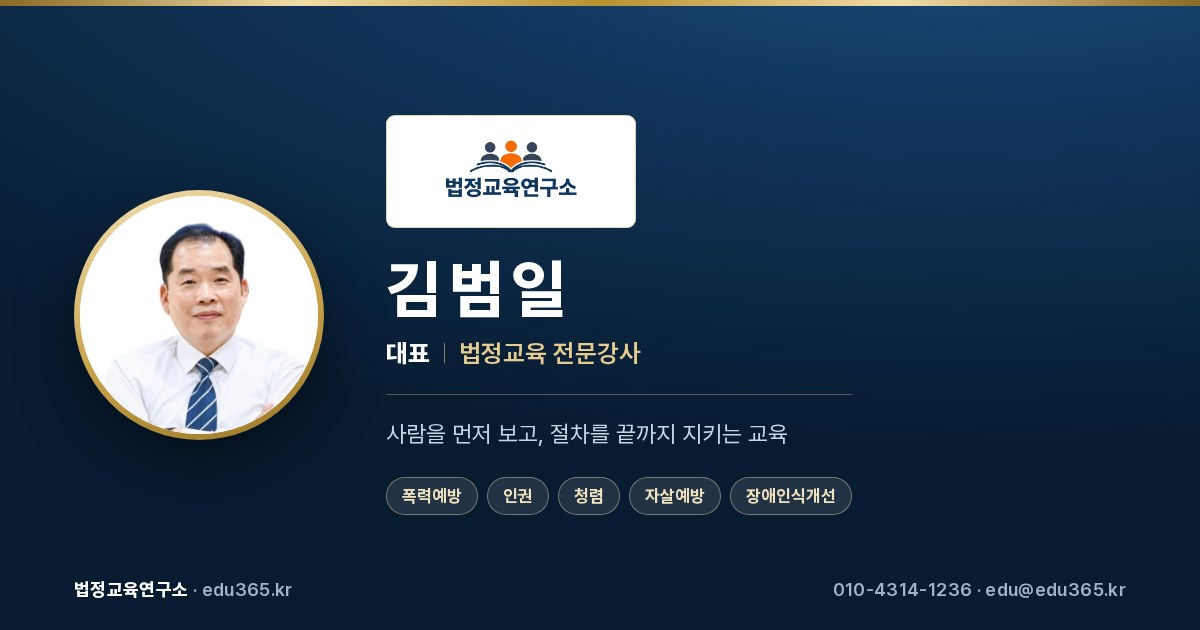 법정교육연구소
김범일
대표 | 법정교육 전문강사
사람을 먼저 보고, 절차를 끝까지 지키는 교육
폭력예방 인권 청렴 자살예방 장애인식개선
법정교육연구소 · edu365.kr
010-4314-1236 · edu@edu365.kr